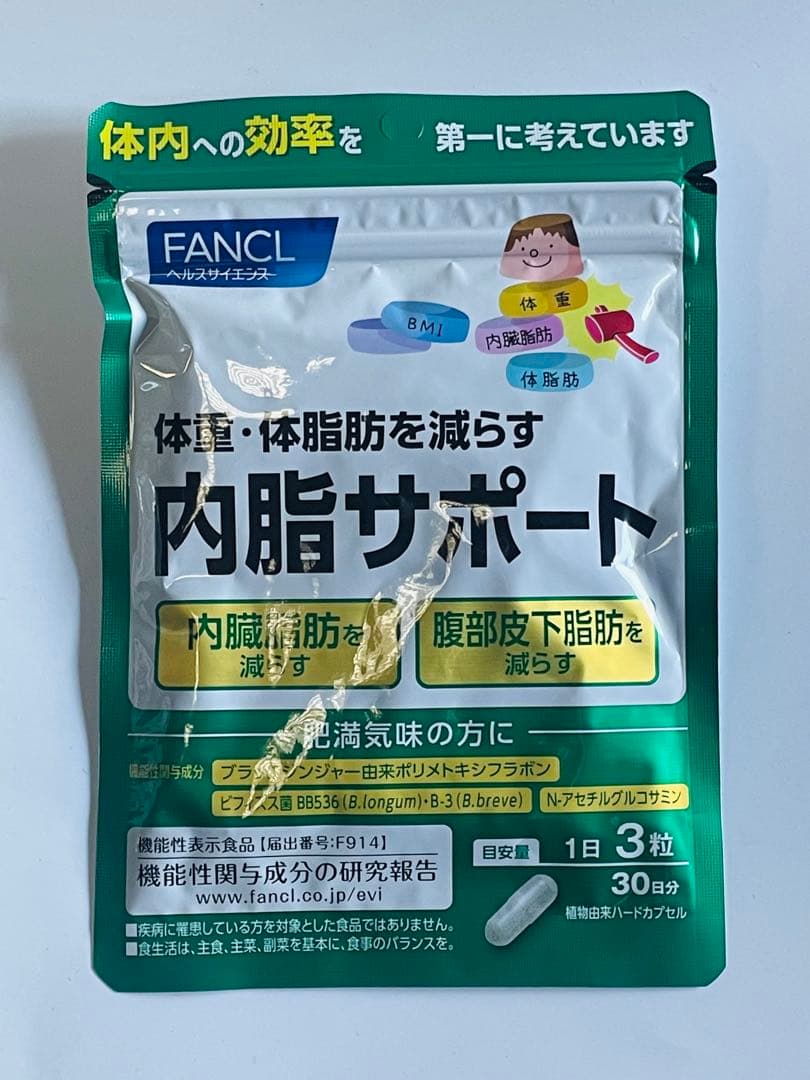 体内への効率を 第一に考えています
FANCL
ヘルスサイエンス
体重
BMI
内臓脂肪
体脂肪
体重・体脂肪を減らす
内脂サポート
内臓脂肪を
減らす
腹部皮下脂肪を
減らす
肥満気味の方に
機能性関与成分
ブラックジンジャー由来ポリメトキシフラボン
ビフィズス菌 BB536 (B.longum)・B-3 (B.breve)
N-アセチルグルコサミン
機能性表示食品【届出番号:F914】
機能性関与成分の研究報告
www.fancl.co.jp/evi
目安量 1日 3粒
30日分
植物由来ハードカプセル
■疾病に罹患している方を対象とした食品ではありません。
■食生活は、主食、主菜、副菜を基本に、食事のバランスを。